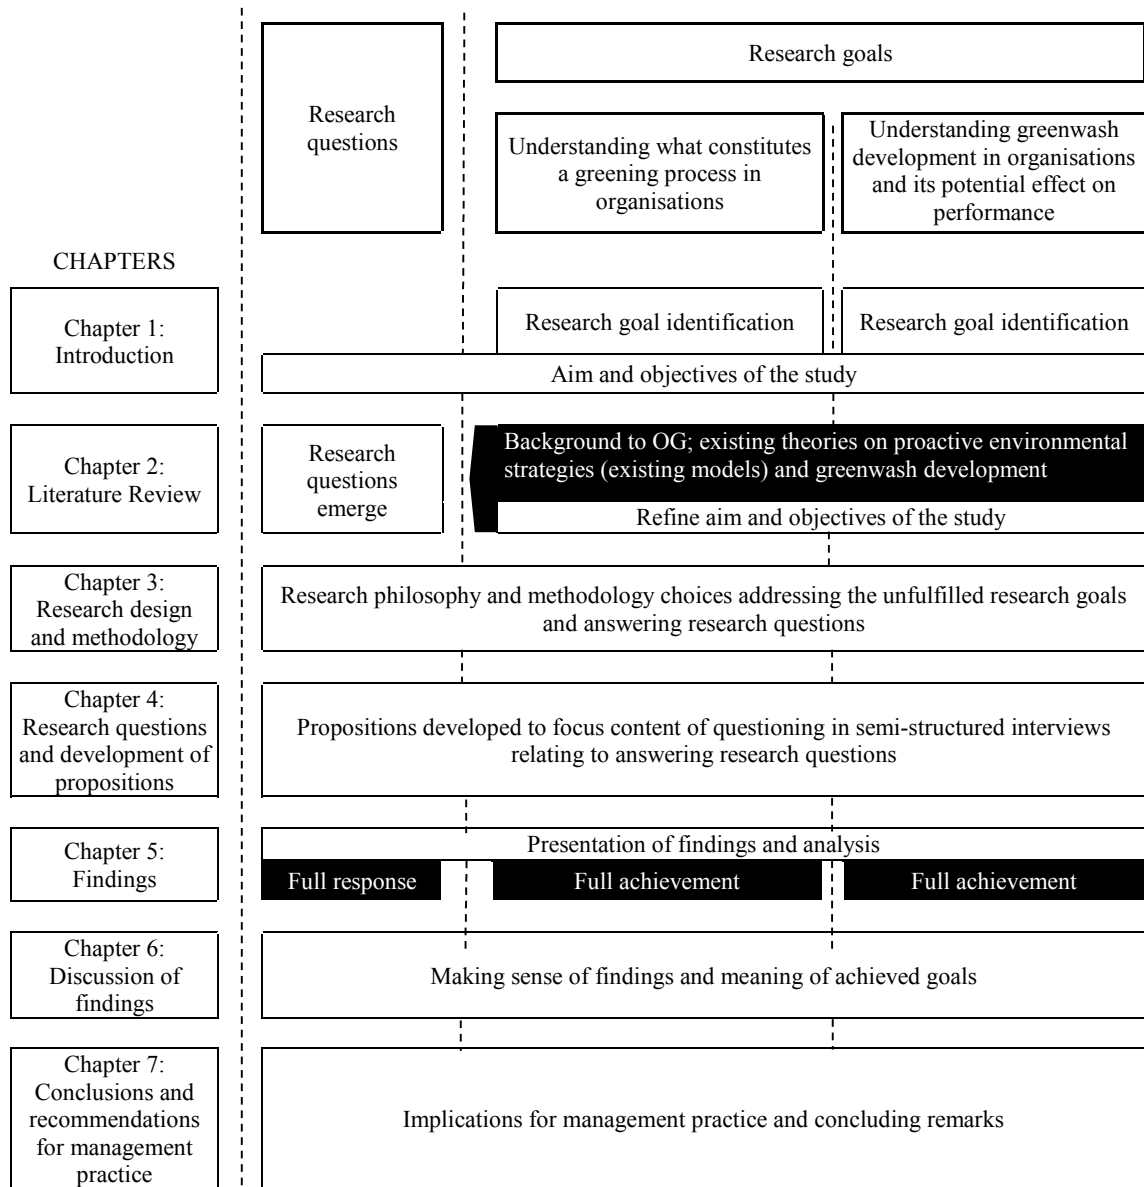 Research
questions
Research goals
Understanding what constitutes
a greening process in
organisations
Understanding greenwash
development in organisations
and its potential effect on
performance
CHAPTERS
Chapter 1:
Introduction
Research goal identification
Research goal identification
Aim and objectives of the study
Chapter 2:
Literature Review
Research
questions
emerge
Background to OG; existing theories on proactive environmental
strategies (existing models) and greenwash development
Refine aim and objectives of the study
Chapter 3:
Research design
and methodology
Research philosophy and methodology choices addressing the unfulfilled research goals
and answering research questions
Chapter 4:
Research questions
and development of
propositions
Propositions developed to focus content of questioning in semi-structured interviews
relating to answering research questions
Chapter 5:
Findings
Presentation of findings and analysis
Full response
Full achievement
Full achievement
Chapter 6:
Discussion of
findings
Making sense of findings and meaning of achieved goals
Chapter 7:
Conclusions and
recommendations
for management
practice
Implications for management practice and concluding remarks